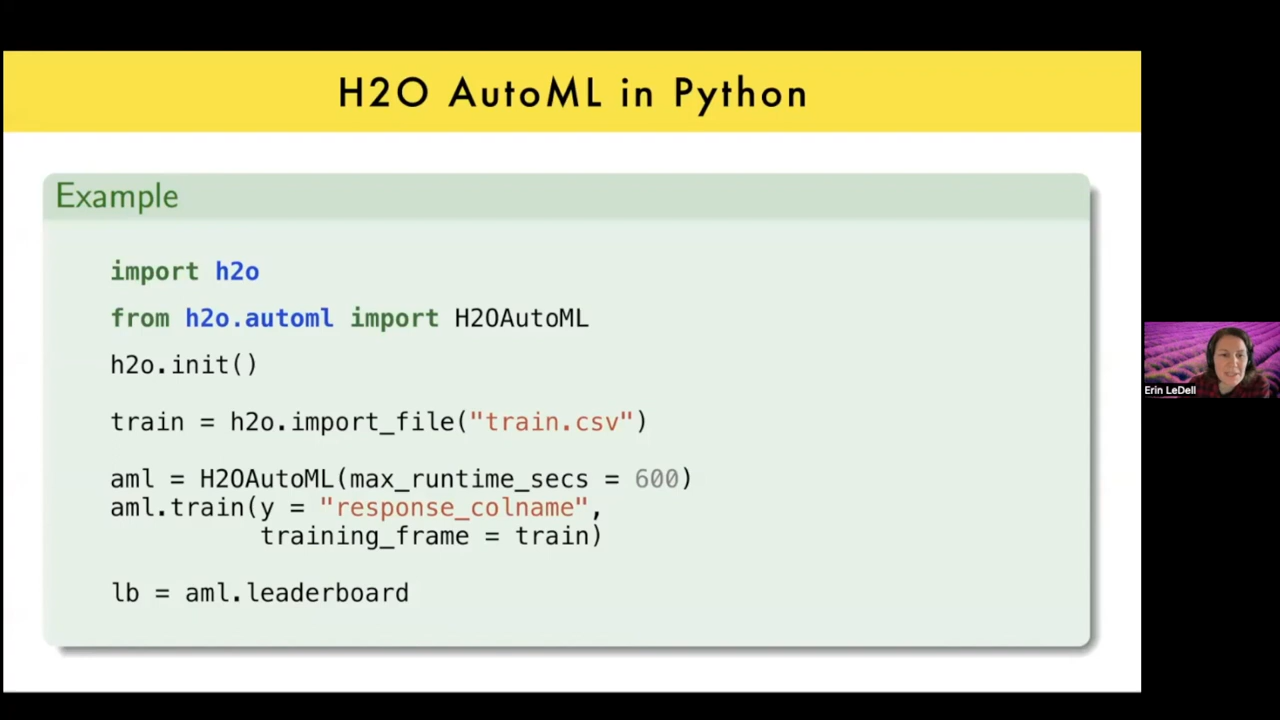 H2O AutoML in Python
Example
import h2o
from h2o.automl import H2OAutoML
h2o.init()
train = h2o.import_file("train.csv")
aml = H2OAutoML(max_runtime_secs = 600)
aml.train(y = "response_colname",
training_frame = train)
lb = aml.leaderboard
Erin LeDell